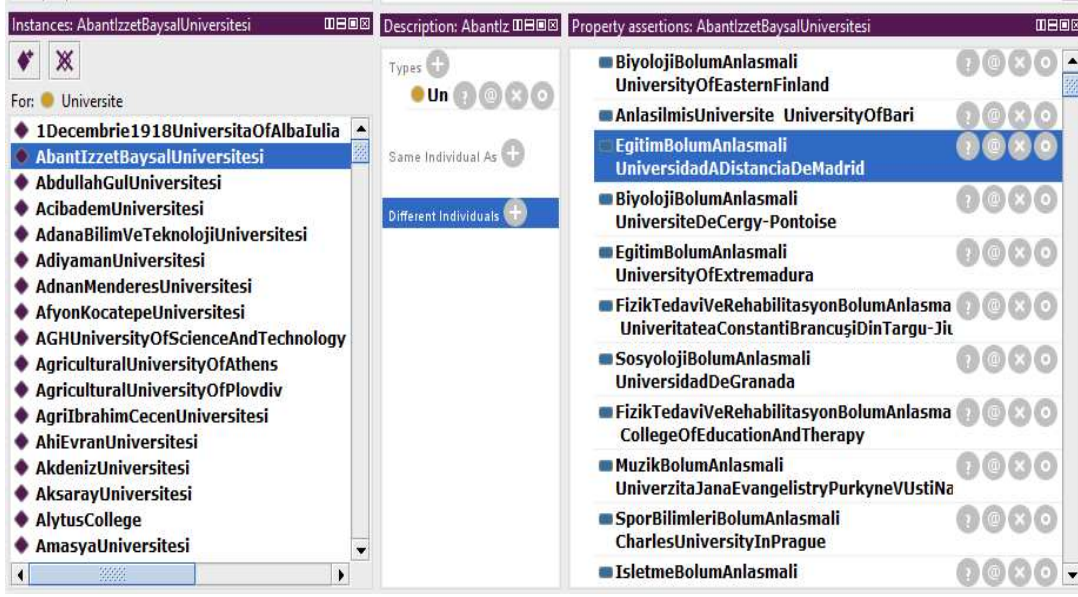 Instances: AbantIzzetBaysalUniversitesi
For: Universite
1Decembrie1918UniversitaOfAlbaIulia
AbantIzzetBaysalUniversitesi
AbdullahGulUniversitesi
AcibademUniversitesi
AdanaBilimVeTeknolojiUniversitesi
AdiyamanUniversitesi
AdnanMenderesUniversitesi
AfyonKocatepeUniversitesi
AGHUniversityOfScienceAndTechnology
AgriculturalUniversityOfAthens
AgriculturalUniversityOfPlovdiv
AgriIbrahimCecenUniversitesi
AhiEvranUniversitesi
AkdenizUniversitesi
AksarayUniversitesi
AlytusCollege
AmasyaUniversitesi
Description: AbantIz
Types
Un
Same Individual As
Different Individuals
Property assertions: AbantIzzetBaysalUniversitesi
BiyolojiBolumAnlasmali
UniversityOfEasternFinland
AnlasilmisUniversite UniversityOfBari
EgitimBolumAnlasmali
UniversidadADistanciaDeMadrid
BiyolojiBolumAnlasmali
UniversiteDeCergy-Pontoise
EgitimBolumAnlasmali
UniversityOfExtremadura
FizikTedaviVeRehabilitasyonBolumAnlasma
UniveritateaConstantiBrancuşiDinTargu-Jiu
SosyolojiBolumAnlasmali
UniversidadDeGranada
FizikTedaviVeRehabilitasyonBolumAnlasma
CollegeOfEducationAndTherapy
MuzikBolumAnlasmali
UniverzitaJanaEvangelistryPurkyneVUstiNa
SporBilimleriBolumAnlasmali
CharlesUniversityInPrague
IsletmeBolumAnlasmali